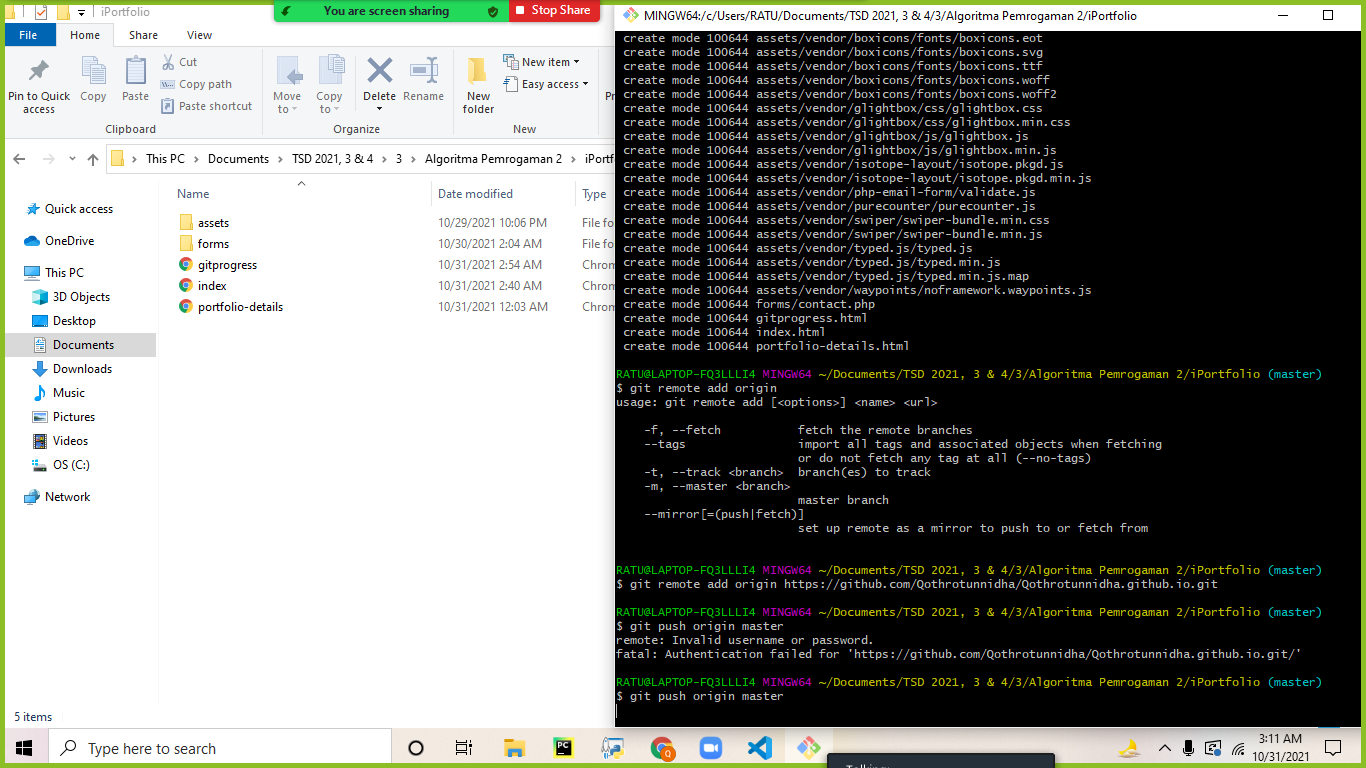 iPortfolio
You are screen sharing
Stop Share
File
Home
Share
View
Pin to Quick access
Copy
Paste
Cut
Copy path
Paste shortcut
Clipboard
Move to
Copy to
Delete
Rename
Organize
New folder
New item
Easy access
New
This PC > Documents > TSD 2021, 3 & 4 > 3 > Algoritma Pemrogaman 2 > iPortf
Quick access
OneDrive
This PC
3D Objects
Desktop
Documents
Downloads
Music
Pictures
Videos
OS (C:)
Network
Name Date modified Type
assets 10/29/2021 10:06 PM File fo
forms 10/30/2021 2:04 AM File fo
gitprogress 10/31/2021 2:54 AM Chrom
index 10/31/2021 2:40 AM Chrom
portfolio-details 10/31/2021 12:03 AM Chrom
5 items
MINGW64:/c/Users/RATU/Documents/TSD 2021, 3 & 4/3/Algoritma Pemrogaman 2/iPortfolio
create mode 100644 assets/vendor/boxicons/fonts/boxicons.eot
create mode 100644 assets/vendor/boxicons/fonts/boxicons.svg
create mode 100644 assets/vendor/boxicons/fonts/boxicons.ttf
create mode 100644 assets/vendor/boxicons/fonts/boxicons.woff
create mode 100644 assets/vendor/boxicons/fonts/boxicons.woff2
create mode 100644 assets/vendor/glightbox/css/glightbox.css
create mode 100644 assets/vendor/glightbox/css/glightbox.min.css
create mode 100644 assets/vendor/glightbox/js/glightbox.js
create mode 100644 assets/vendor/glightbox/js/glightbox.min.js
create mode 100644 assets/vendor/isotope-layout/isotope.pkgd.js
create mode 100644 assets/vendor/isotope-layout/isotope.pkgd.min.js
create mode 100644 assets/vendor/php-email-form/validate.js
create mode 100644 assets/vendor/purecounter/purecounter.js
create mode 100644 assets/vendor/swiper/swiper-bundle.min.css
create mode 100644 assets/vendor/swiper/swiper-bundle.min.js
create mode 100644 assets/vendor/typed.js/typed.js
create mode 100644 assets/vendor/typed.js/typed.min.js
create mode 100644 assets/vendor/typed.js/typed.min.js.map
create mode 100644 assets/vendor/waypoints/noframework.waypoints.js
create mode 100644 forms/contact.php
create mode 100644 gitprogress.html
create mode 100644 index.html
create mode 100644 portfolio-details.html
RATU@LAPTOP-FQ3LLLI4 MINGW64 ~/Documents/TSD 2021, 3 & 4/3/Algoritma Pemrogaman 2/iPortfolio (master)
$ git remote add origin
usage: git remote add [<options>] <name> <url>
-f, --fetch fetch the remote branches
--tags import all tags and associated objects when fetching
or do not fetch any tag at all (--no-tags)
-t, --track <branch> branch(es) to track
-m, --master <branch>
master branch
--mirror[=(push|fetch)]
set up remote as a mirror to push to or fetch from
RATU@LAPTOP-FQ3LLLI4 MINGW64 ~/Documents/TSD 2021, 3 & 4/3/Algoritma Pemrogaman 2/iPortfolio (master)
$ git remote add origin https://github.com/Qothrotunnidha/Qothrotunnidha.github.io.git
RATU@LAPTOP-FQ3LLLI4 MINGW64 ~/Documents/TSD 2021, 3 & 4/3/Algoritma Pemrogaman 2/iPortfolio (master)
$ git push origin master
remote: Invalid username or password.
fatal: Authentication failed for 'https://github.com/Qothrotunnidha/Qothrotunnidha.github.io.git/'
RATU@LAPTOP-FQ3LLLI4 MINGW64 ~/Documents/TSD 2021, 3 & 4/3/Algoritma Pemrogaman 2/iPortfolio (master)
$ git push origin master
Type here to search
3:11 AM
10/31/2021